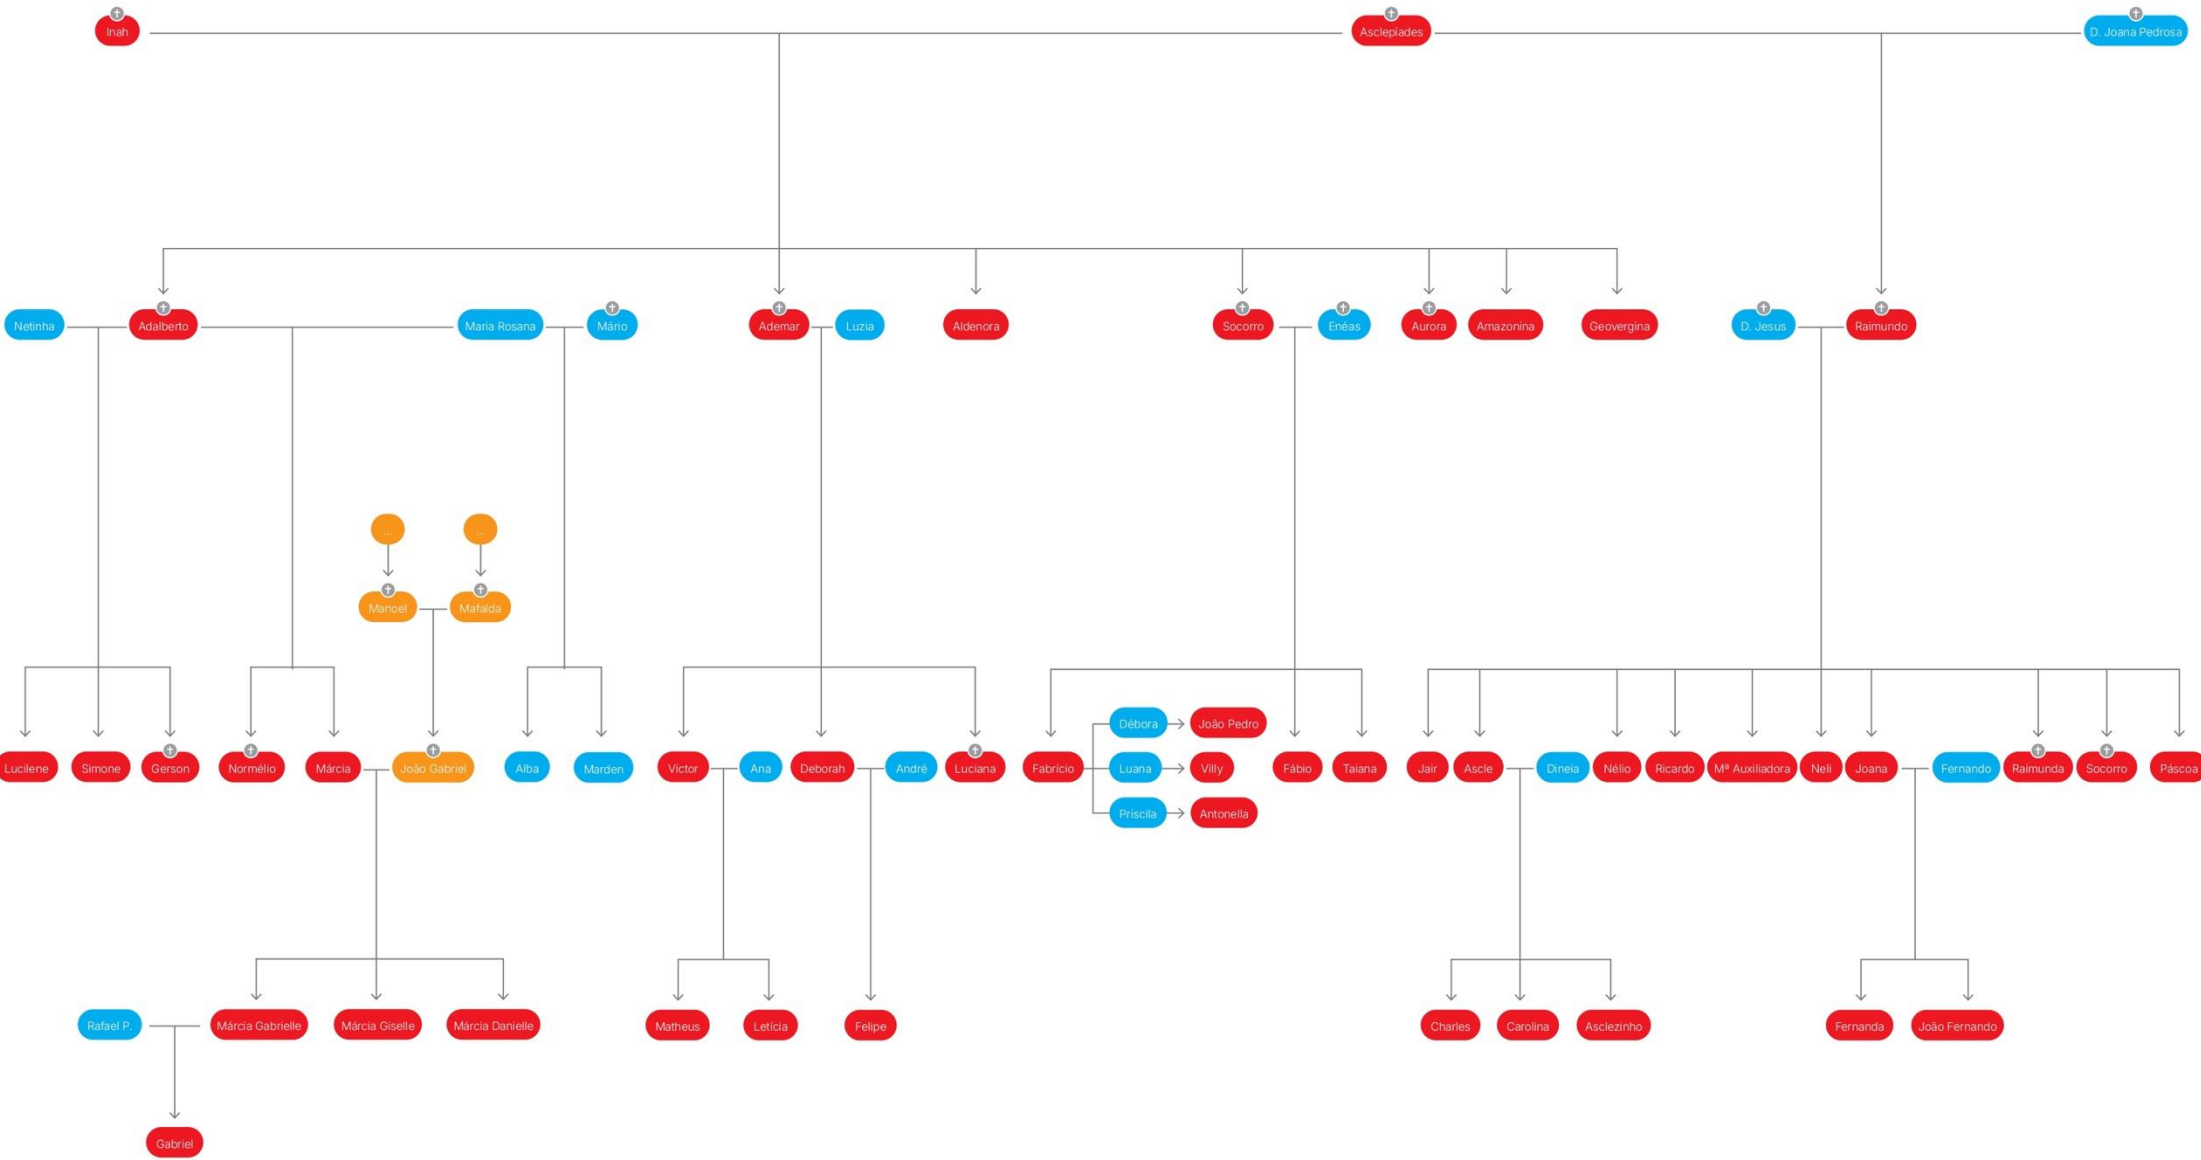 Inah
Asclepíades
D. Joana Pedrosa
Netinha
Adalberto
Maria Rosana
Mário
Ademar
Luzia
Aldenora
Socorro
Enéas
Aurora
Amazonina
Geovergina
D. Jesus
Raimundo
...
...
Manoel
Mafalda
Débora
João Pedro
Lucilene
Simone
Gerson
Normélio
Márcia
João Gabriel
Alba
Marden
Victor
Ana
Deborah
André
Luciana
Fabrício
Luana
Villy
Fábio
Taiana
Jair
Ascle
Dineia
Nélio
Ricardo
Mª Auxiliadora
Neli
Joana
Fernando
Raimunda
Socorro
Páscoa
Priscila
Antonella
Rafael P.
Márcia Gabrielle
Márcia Giselle
Márcia Danielle
Matheus
Letícia
Felipe
Charles
Carolina
Asclezinho
Fernanda
João Fernando
Gabriel